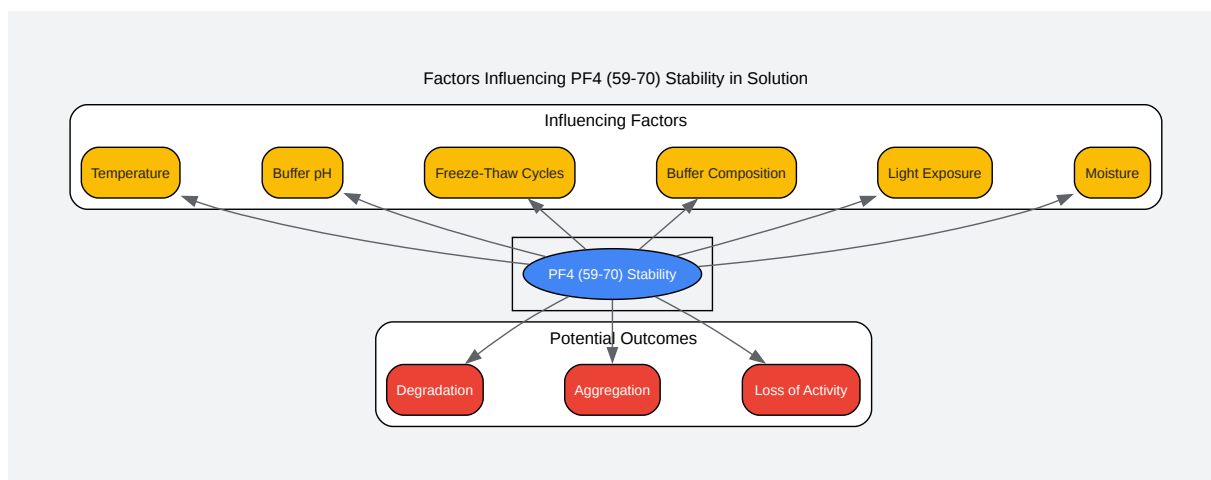 Factors Influencing PF4 (59-70) Stability in Solution
Influencing Factors
Temperature
Buffer pH
Freeze-Thaw Cycles
Buffer Composition
Light Exposure
Moisture
PF4 (59-70) Stability
Potential Outcomes
Degradation
Aggregation
Loss of Activity